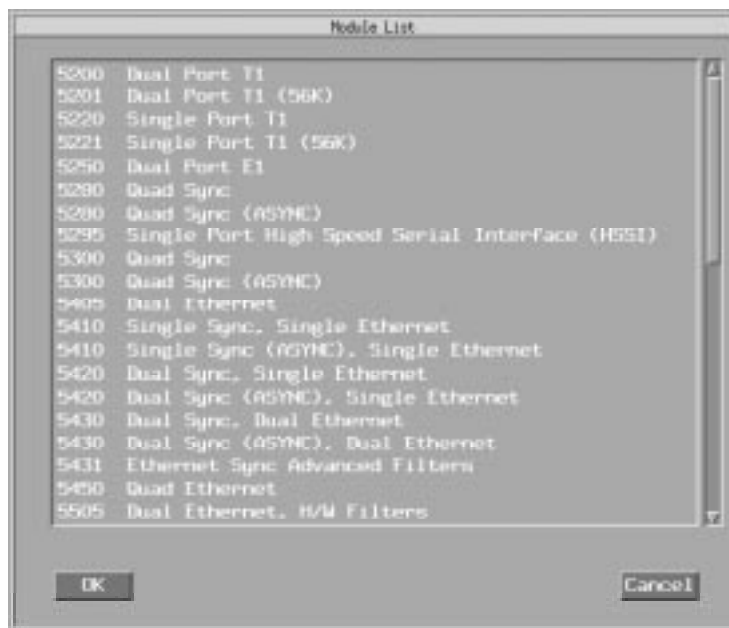 Module List
5200 Dual Port T1
5201 Dual Port T1 (56K)
5220 Single Port T1
5221 Single Port T1 (56K)
5250 Dual Port E1
5280 Quad Sync
5280 Quad Sync (ASYNC)
5295 Single Port High Speed Serial Interface (HSSI)
5300 Quad Sync
5300 Quad Sync (ASYNC)
5405 Dual Ethernet
5410 Single Sync, Single Ethernet
5410 Single Sync (ASYNC), Single Ethernet
5420 Dual Sync, Single Ethernet
5420 Dual Sync (ASYNC), Single Ethernet
5430 Dual Sync, Dual Ethernet
5430 Dual Sync (ASYNC), Dual Ethernet
5431 Ethernet Sync Advanced Filters
5450 Quad Ethernet
5505 Dual Ethernet, H/W Filters
OK
Cancel